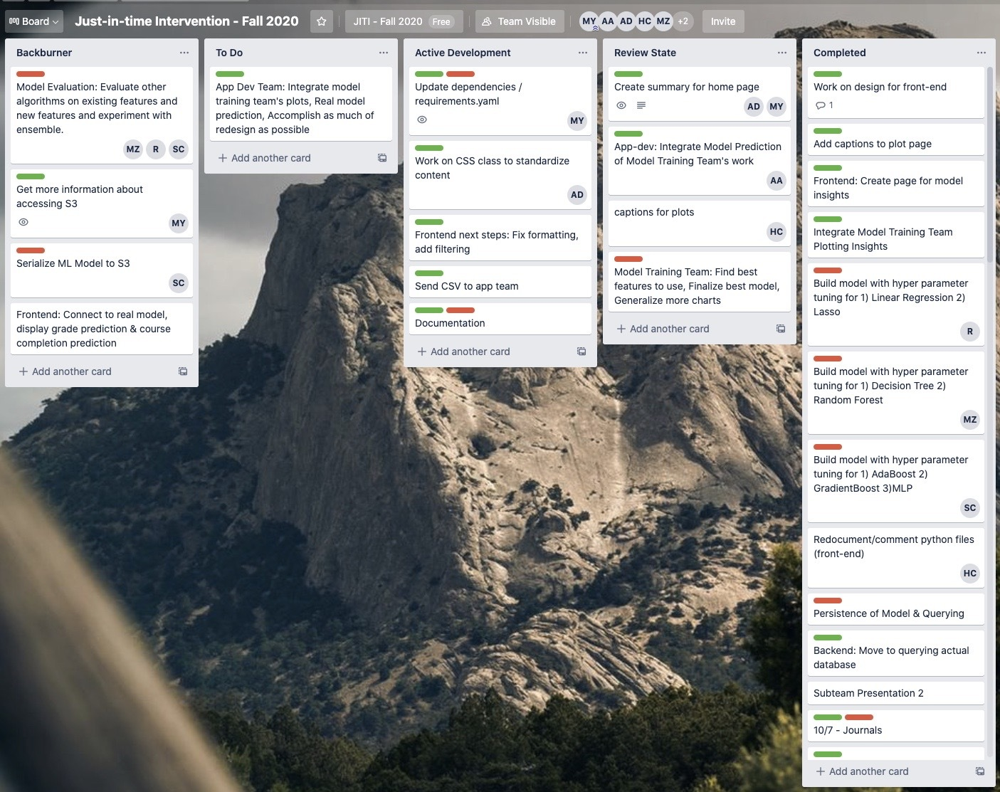 Board
Just-in-time Intervention - Fall 2020
JITI - Fall 2020
Free
Team Visible
MY
AA
AD
HC
MZ
+2
Invite
Backburner
Model Evaluation: Evaluate other
algorithms on existing features and
new features and experiment with
ensemble.
MZ
R
SC
Get more information about
accessing S3
MY
Serialize ML Model to S3
SC
Frontend: Connect to real model,
display grade prediction & course
completion prediction
+ Add another card
To Do
App Dev Team: Integrate model
training team's plots, Real model
prediction, Accomplish as much of
redesign as possible
+ Add another card
Active Development
Update dependencies /
requirements.yaml
MY
Work on CSS class to standardize
content
AD
Frontend next steps: Fix formatting,
add filtering
Send CSV to app team
Documentation
+ Add another card
Review State
Create summary for home page
AD
MY
App-dev: Integrate Model Prediction
of Model Training Team's work
AA
captions for plots
HC
Model Training Team: Find best
features to use, Finalize best model,
Generalize more charts
+ Add another card
Completed
Work on design for front-end
1
Add captions to plot page
Frontend: Create page for model
insights
Integrate Model Training Team
Plotting Insights
Build model with hyper parameter
tuning for 1) Linear Regression 2)
Lasso
R
Build model with hyper parameter
tuning for 1) Decision Tree 2)
Random Forest
MZ
Build model with hyper parameter
tuning for 1) AdaBoost 2)
GradientBoost 3)MLP
SC
Redocument/comment python files
(front-end)
HC
Persistence of Model & Querying
Backend: Move to querying actual
database
Subteam Presentation 2
10/7 - Journals
+ Add another card